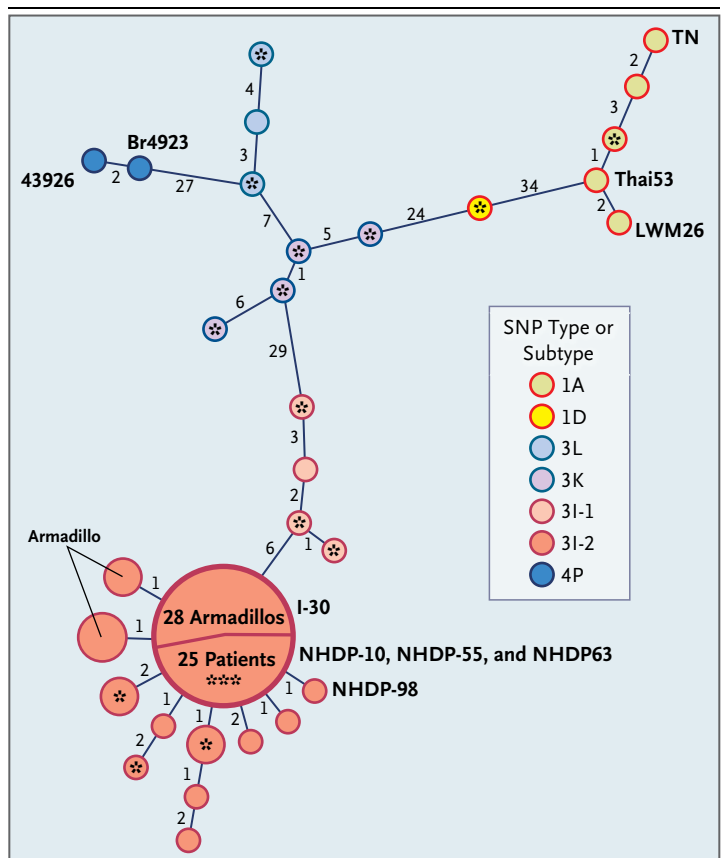 TN
2
4
3
Br4923
1
43926
2
27
3
Thai53
34
7
5
24
2
LWM26
1
6
29
SNP Type or
Subtype
1A
1D
3L
3K
3I-1
3I-2
4P
3
2
Armadillo
6
1
1
28 Armadillos
I-30
1
25 Patients
NHDP-10, NHDP-55, and NHDP63
2
1
NHDP-98
1
1
2
1
2
1
2